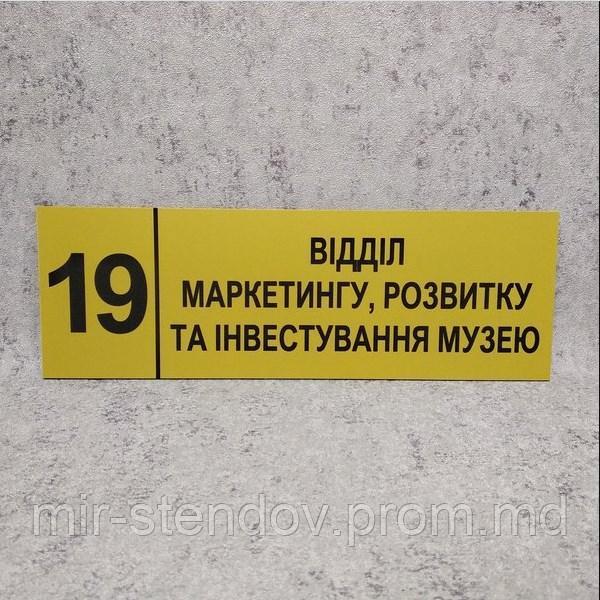 19
ВІДДІЛ
МАРКЕТИНГУ, РОЗВИТКУ
ТА ІНВЕСТУВАННЯ МУЗЕЮ
mir-stendov.prom.md